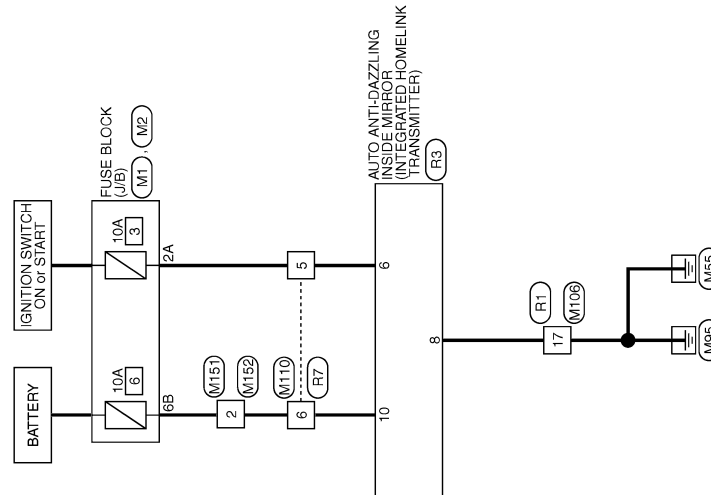 IGNITION SWITCH
ON or START
BATTERY
FUSE BLOCK
(J/B)
M1 , M2
10A
3
10A
6
2A
6B
M151
2
M152
M110
5
6
R7
AUTO ANTI-DAZZLING
INSIDE MIRROR
(INTEGRATED HOMELINK
TRANSMITTER)
R3
6
10
8
R1
17
M106
M55
M95